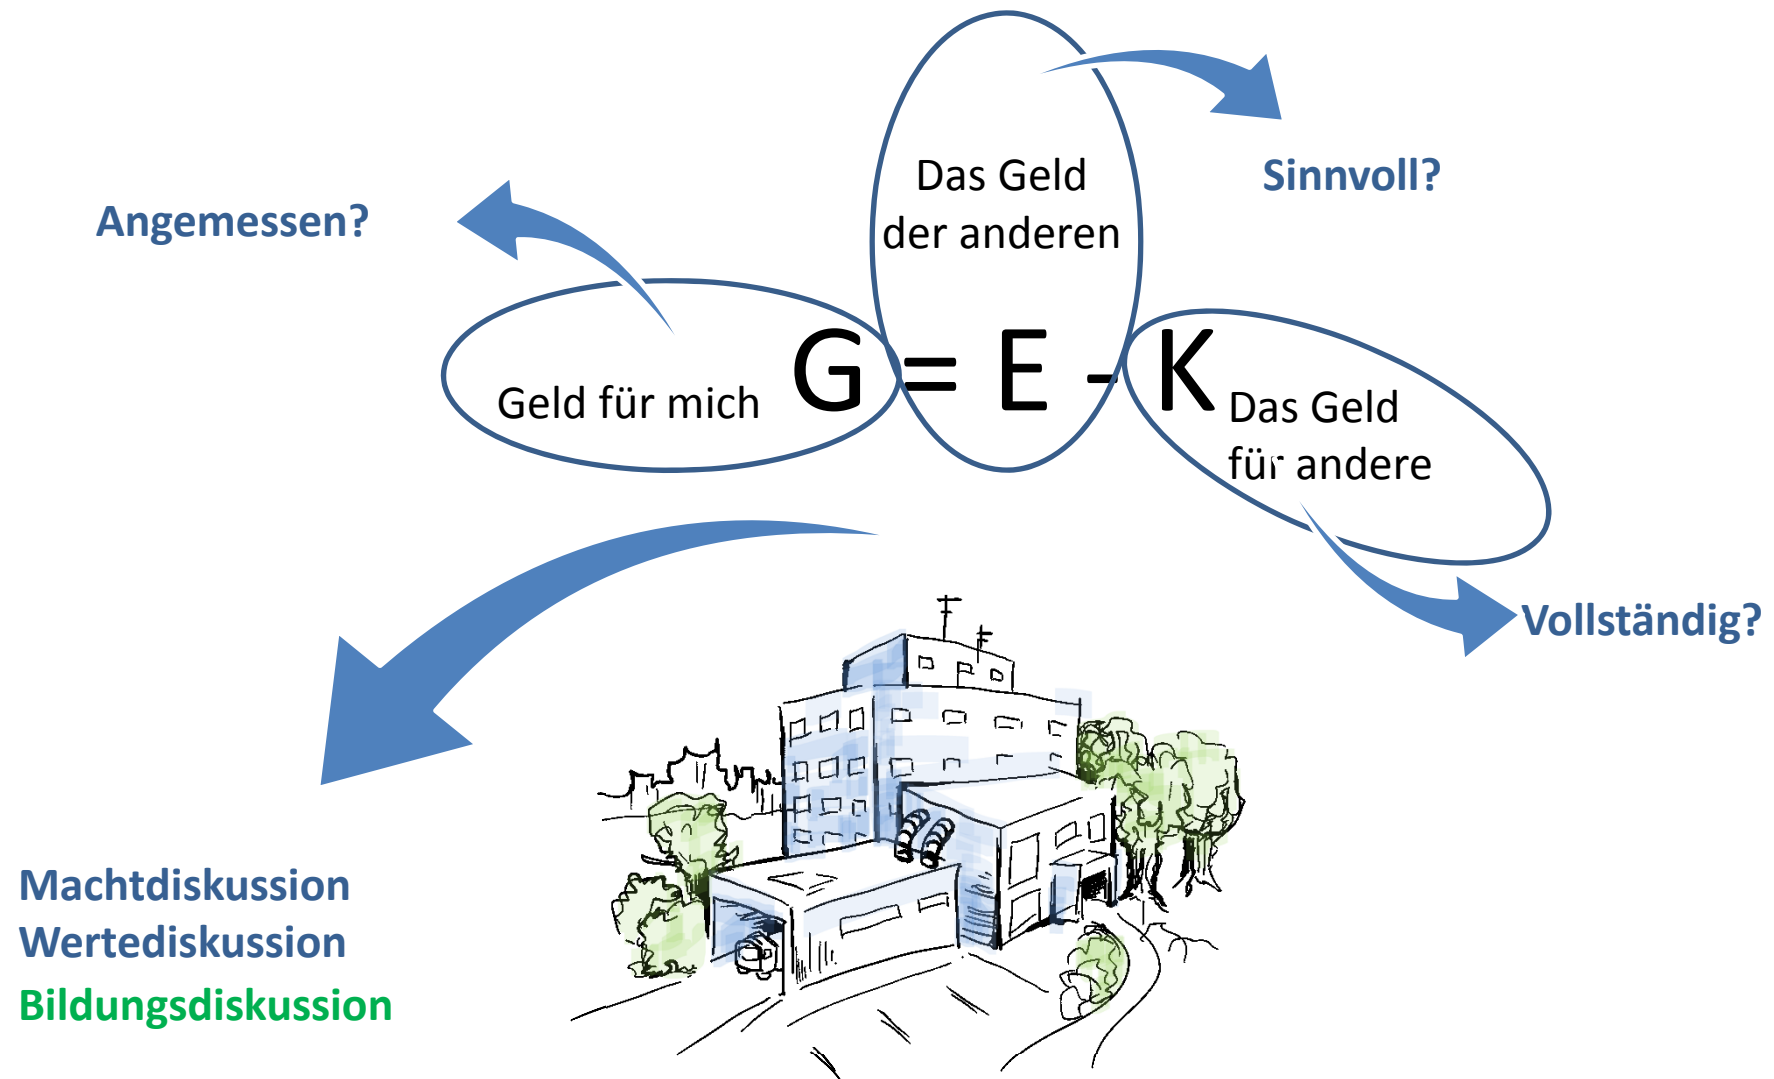 Das Geld
der anderen
Sinnvoll?
Angemessen?
Geld für mich
G = E - K
Das Geld
für andere
Vollständig?
Machtdiskussion
Wertediskussion
Bildungsdiskussion